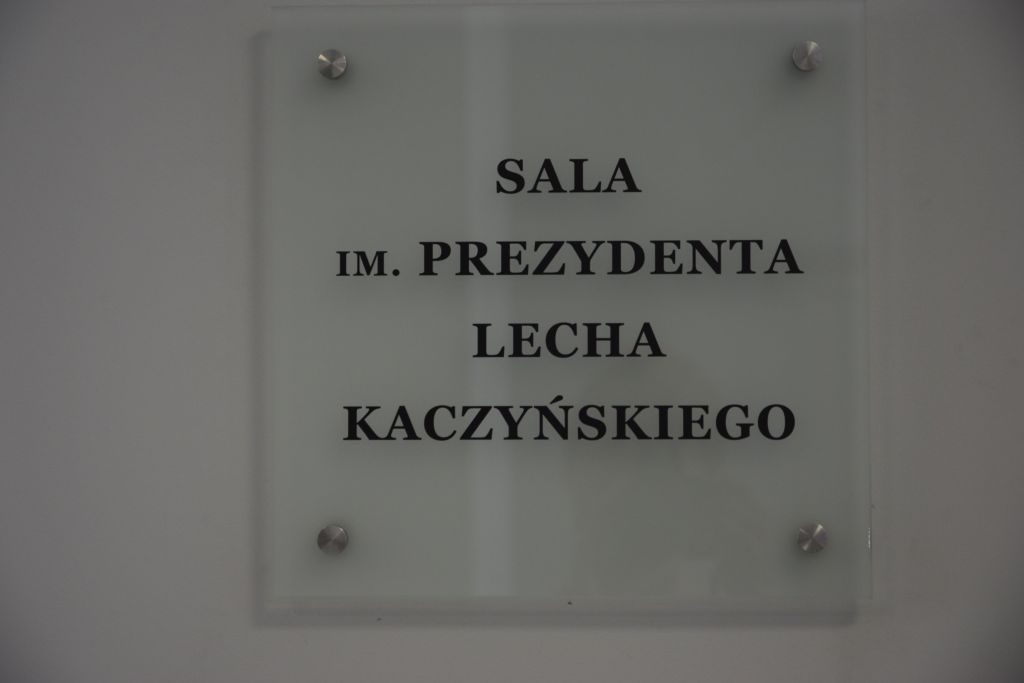 SALA
IM. PREZYDENTA
LECHA
KACZYŃSKIEGO